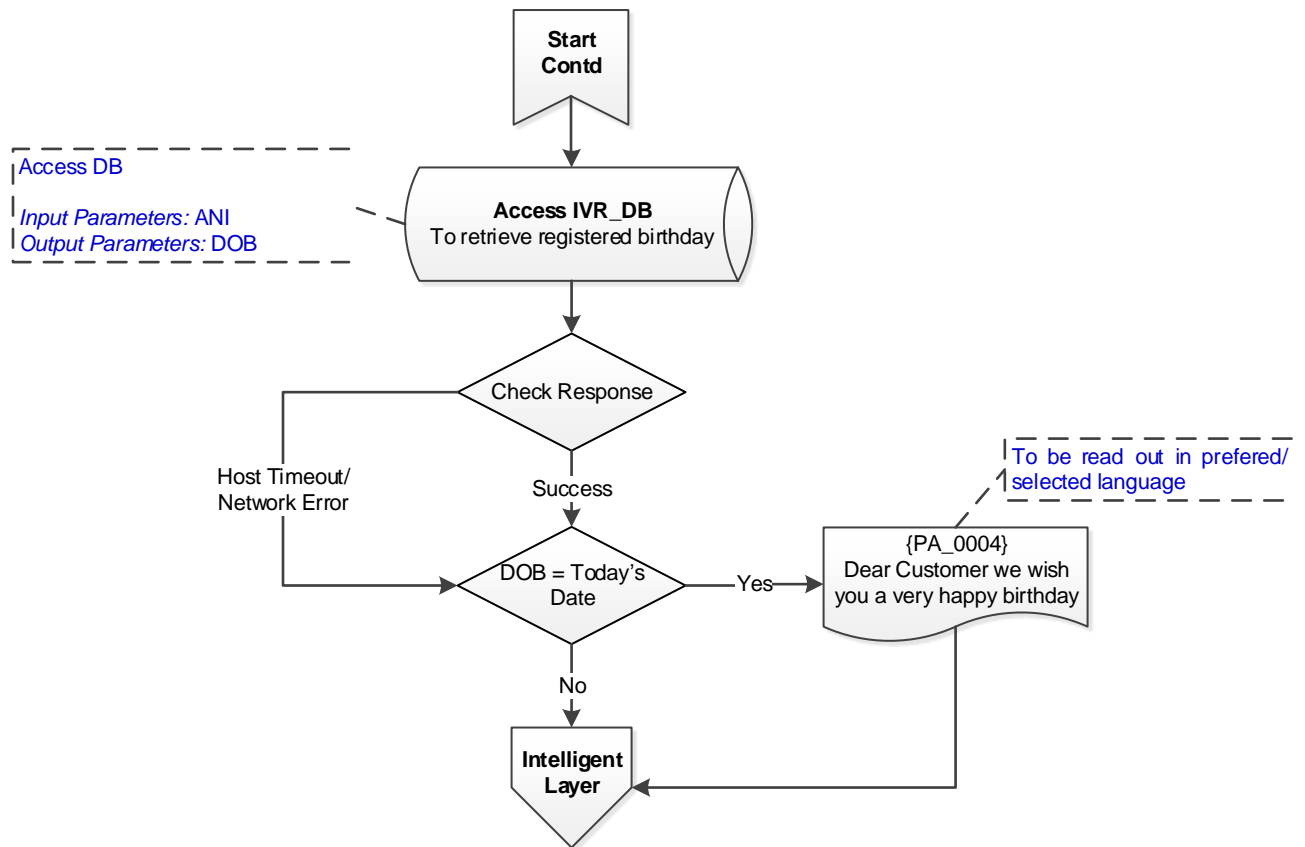 Start
Contd
Access DB
Input Parameters: ANI
Output Parameters: DOB
Access IVR_DB
To retrieve registered birthday
Check Response
Host Timeout/
Network Error
Success
To be read out in prefered/
selected language
DOB = Today's
Date
Yes
{PA_0004}
Dear Customer we wish
you a very happy birthday
No
Intelligent
Layer